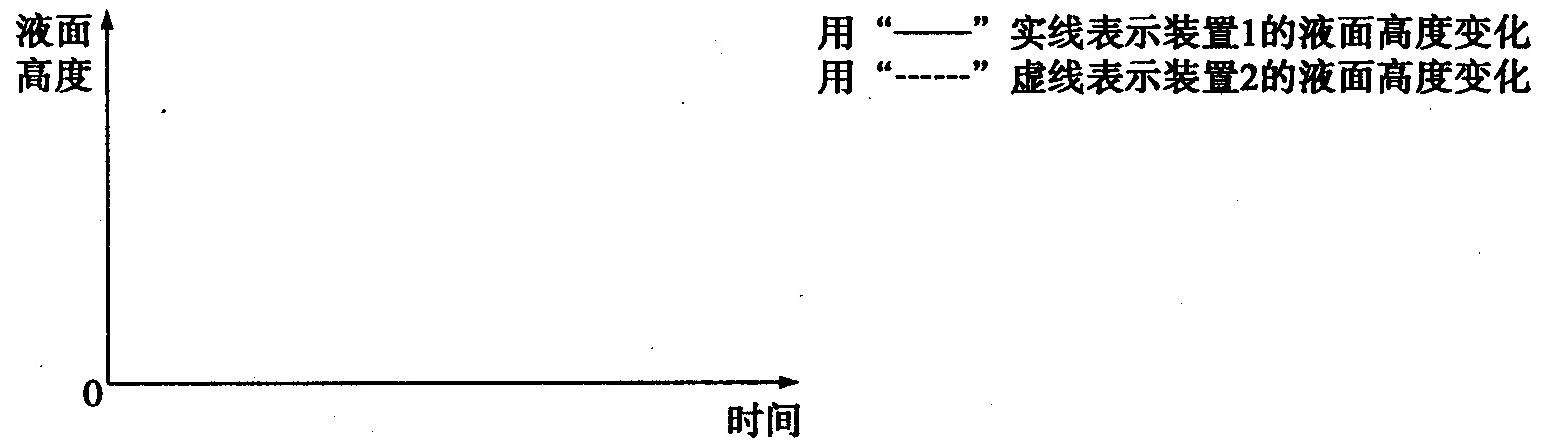 液面
高度
用“——”实线表示装置1的液面高度变化
用“------”虚线表示装置2的液面高度变化
0
时间